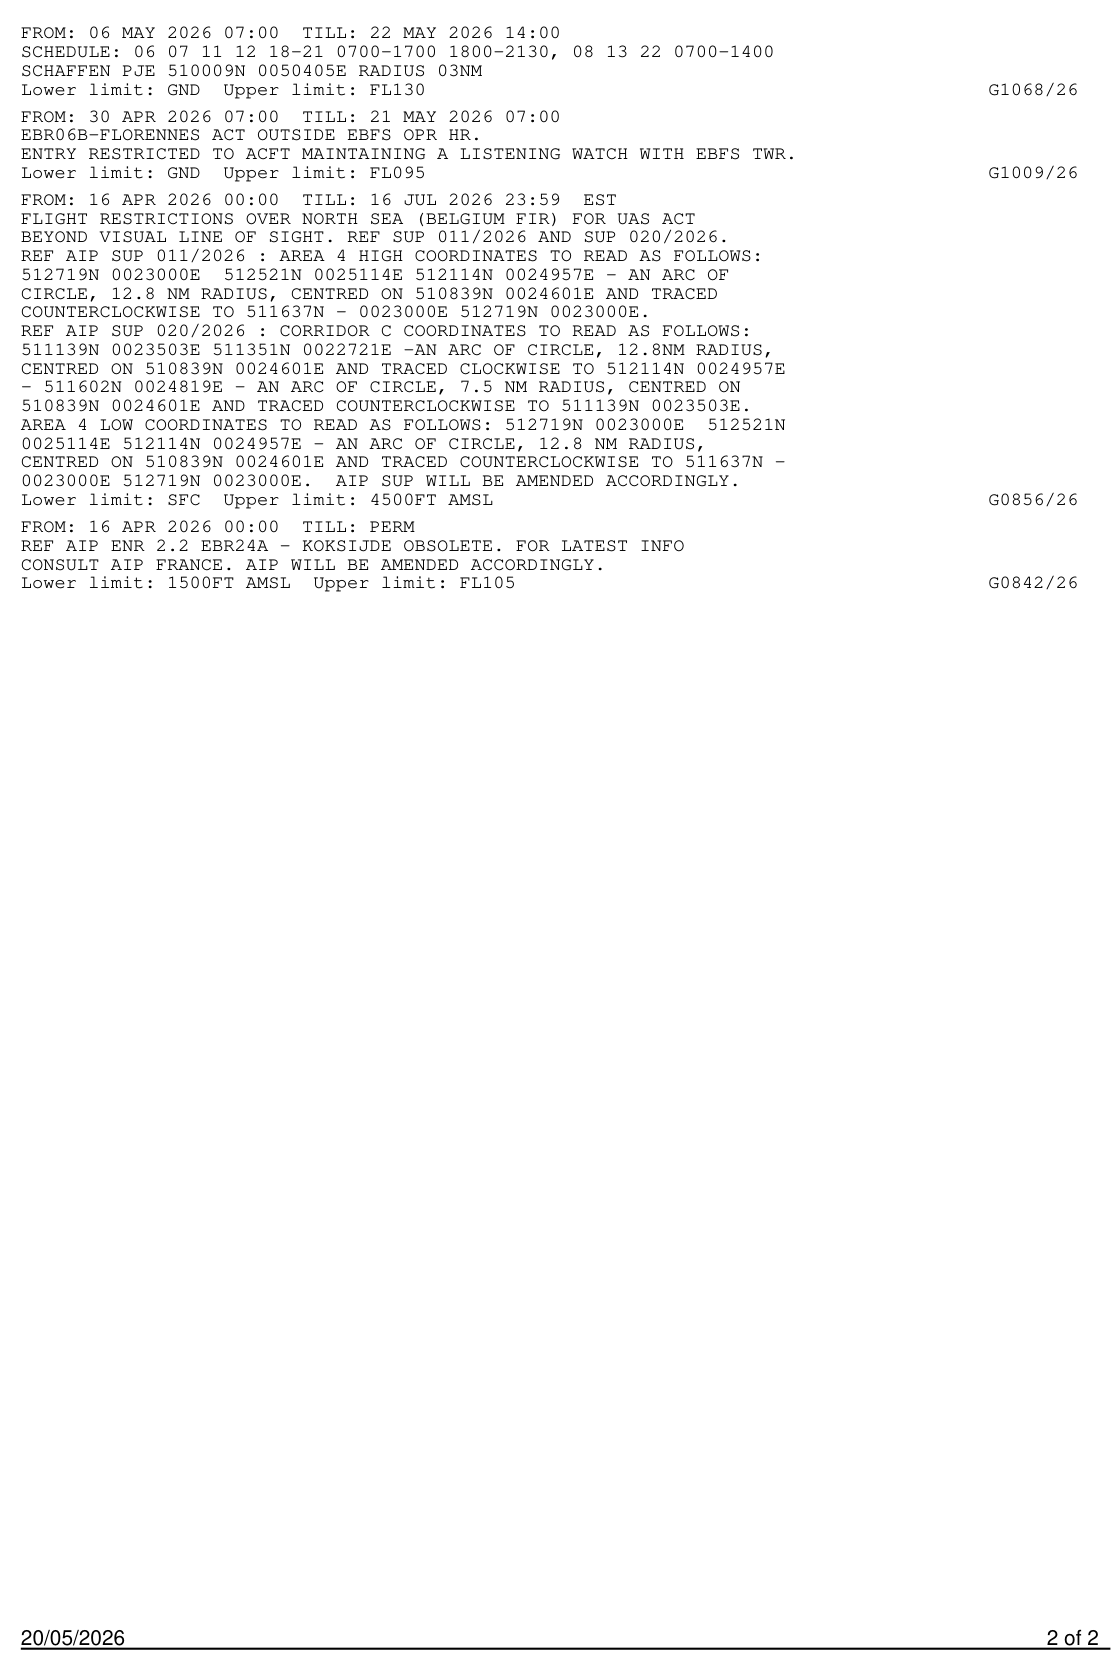 FROM: 06 MAY 2026 07:00  TILL: 22 MAY 2026 14:00
SCHEDULE: 06 07 11 12 18-21 0700-1700 1800-2130, 08 13 22 0700-1400
SCHAFFEN PJE 510009N 0050405E RADIUS 03NM
Lower limit: GND  Upper limit: FL130 G1068/26
FROM: 30 APR 2026 07:00  TILL: 21 MAY 2026 07:00
EBR06B-FLORENNES ACT OUTSIDE EBFS OPR HR.
ENTRY RESTRICTED TO ACFT MAINTAINING A LISTENING WATCH WITH EBFS TWR.
Lower limit: GND  Upper limit: FL095 G1009/26
FROM: 16 APR 2026 00:00  TILL: 16 JUL 2026 23:59  EST
FLIGHT RESTRICTIONS OVER NORTH SEA (BELGIUM FIR) FOR UAS ACT
BEYOND VISUAL LINE OF SIGHT. REF SUP 011/2026 AND SUP 020/2026.
REF AIP SUP 011/2026 : AREA 4 HIGH COORDINATES TO READ AS FOLLOWS:
512719N 0023000E  512521N 0025114E 512114N 0024957E - AN ARC OF
CIRCLE, 12.8 NM RADIUS, CENTRED ON 510839N 0024601E AND TRACED
COUNTERCLOCKWISE TO 511637N - 0023000E 512719N 0023000E.
REF AIP SUP 020/2026 : CORRIDOR C COORDINATES TO READ AS FOLLOWS:
511139N 0023503E 511351N 0022721E -AN ARC OF CIRCLE, 12.8NM RADIUS,
CENTRED ON 510839N 0024601E AND TRACED CLOCKWISE TO 512114N 0024957E
- 511602N 0024819E - AN ARC OF CIRCLE, 7.5 NM RADIUS, CENTRED ON
510839N 0024601E AND TRACED COUNTERCLOCKWISE TO 511139N 0023503E.
AREA 4 LOW COORDINATES TO READ AS FOLLOWS: 512719N 0023000E  512521N
0025114E 512114N 0024957E - AN ARC OF CIRCLE, 12.8 NM RADIUS,
CENTRED ON 510839N 0024601E AND TRACED COUNTERCLOCKWISE TO 511637N -
0023000E 512719N 0023000E.  AIP SUP WILL BE AMENDED ACCORDINGLY.
Lower limit: SFC  Upper limit: 4500FT AMSL G0856/26
FROM: 16 APR 2026 00:00  TILL: PERM
REF AIP ENR 2.2 EBR24A - KOKSIJDE OBSOLETE. FOR LATEST INFO
CONSULT AIP FRANCE. AIP WILL BE AMENDED ACCORDINGLY.
Lower limit: 1500FT AMSL  Upper limit: FL105 G0842/26
20/05/2026 2 of 2